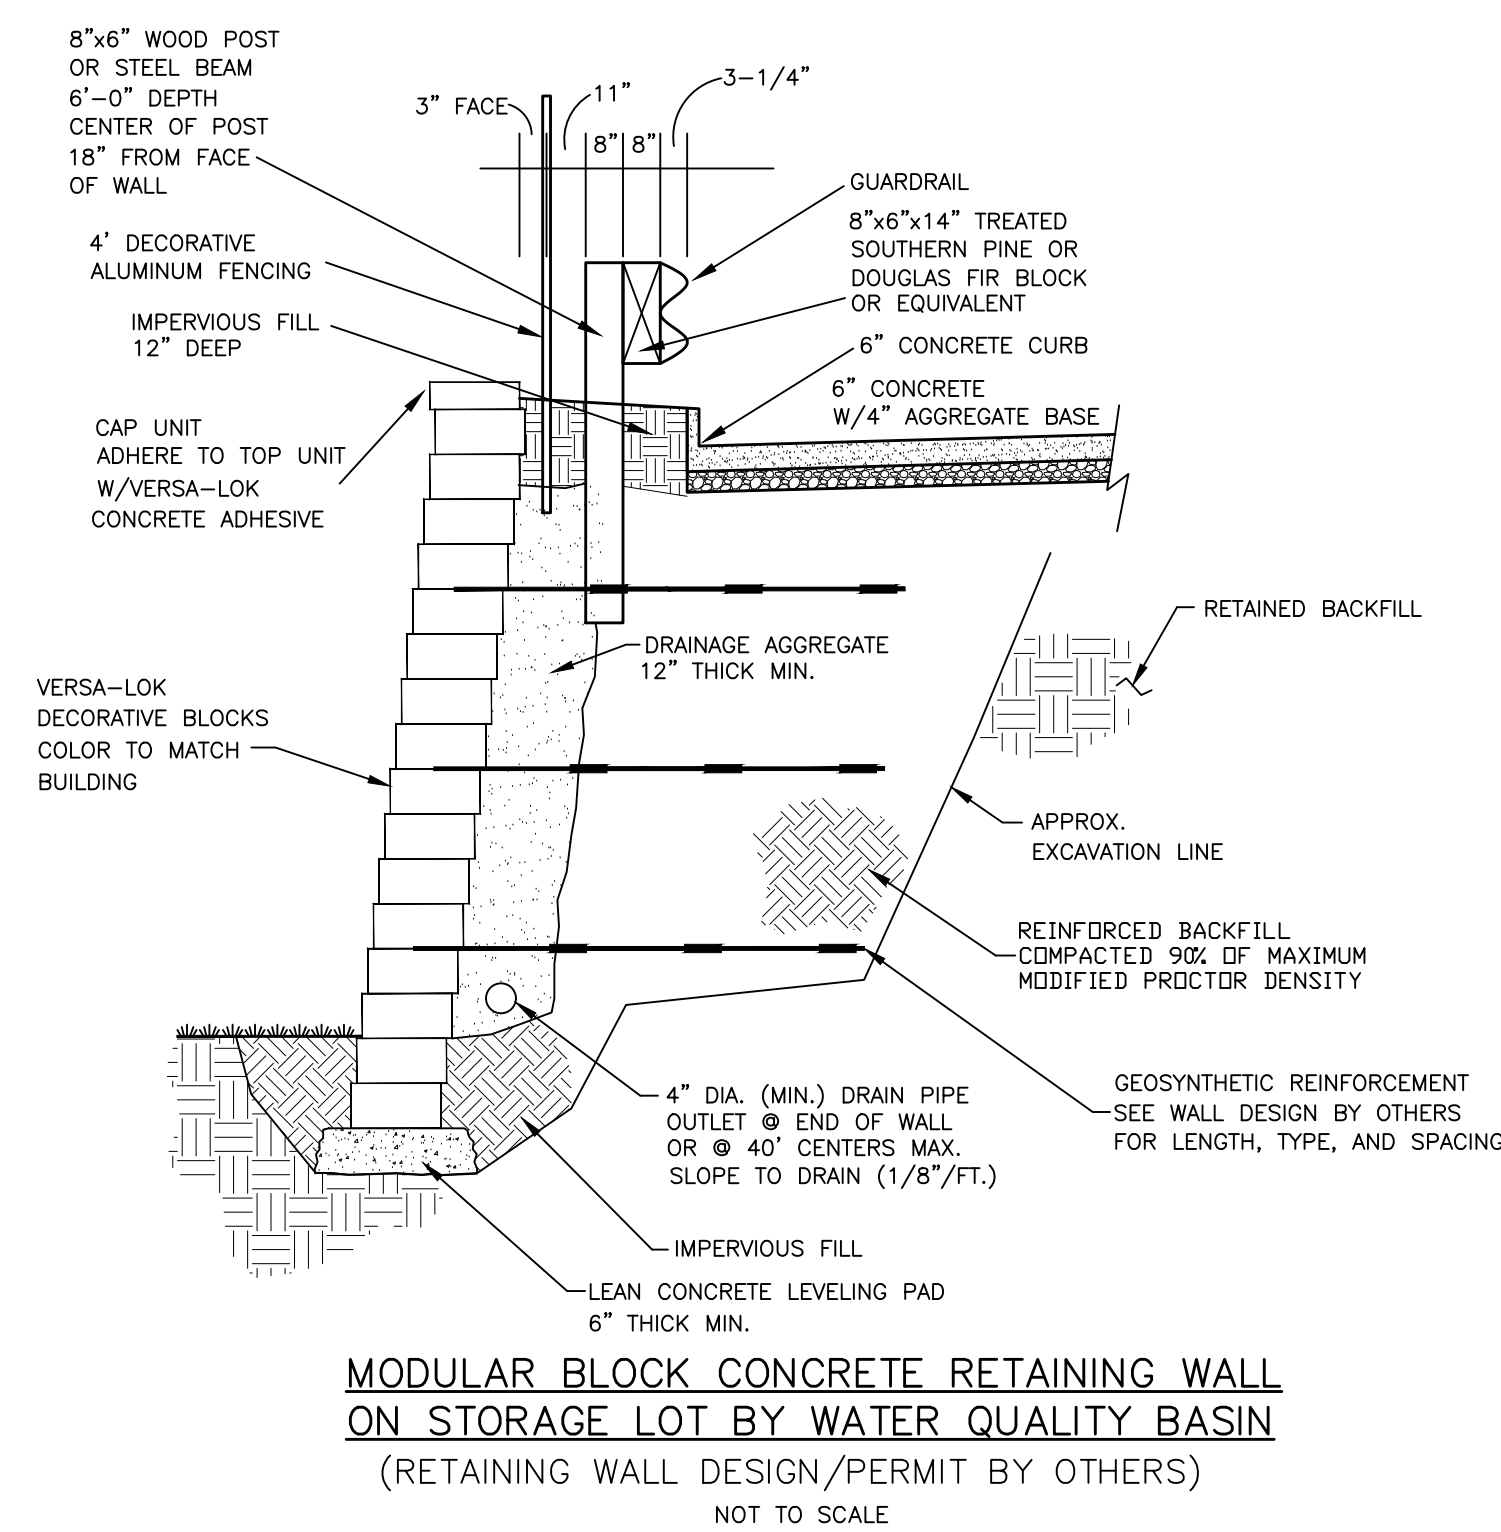 8"x6" WOOD POST
OR STEEL BEAM
6'-0" DEPTH
CENTER OF POST
18" FROM FACE
OF WALL
3" FACE
11"
3-1/4"
8"
8"
GUARDRAIL
8"x6"x14" TREATED
SOUTHERN PINE OR
DOUGLAS FIR BLOCK
OR EQUIVALENT
4' DECORATIVE
ALUMINUM FENCING
IMPERVIOUS FILL
12" DEEP
6" CONCRETE CURB
6" CONCRETE
W/4" AGGREGATE BASE
CAP UNIT
ADHERE TO TOP UNIT
W/VERSA-LOK
CONCRETE ADHESIVE
RETAINED BACKFILL
DRAINAGE AGGREGATE
12" THICK MIN.
VERSA-LOK
DECORATIVE BLOCKS
COLOR TO MATCH
BUILDING
APPROX.
EXCAVATION LINE
REINFORCED BACKFILL
COMPACTED 90% OF MAXIMUM
MODIFIED PROCTOR DENSITY
GEOSYNTHETIC REINFORCEMENT
SEE WALL DESIGN BY OTHERS
FOR LENGTH, TYPE, AND SPACING
4" DIA. (MIN.) DRAIN PIPE
OUTLET @ END OF WALL
OR @ 40' CENTERS MAX.
SLOPE TO DRAIN (1/8"/FT.)
IMPERVIOUS FILL
LEAN CONCRETE LEVELING PAD
6" THICK MIN.
MODULAR BLOCK CONCRETE RETAINING WALL
ON STORAGE LOT BY WATER QUALITY BASIN
(RETAINING WALL DESIGN/PERMIT BY OTHERS)
NOT TO SCALE